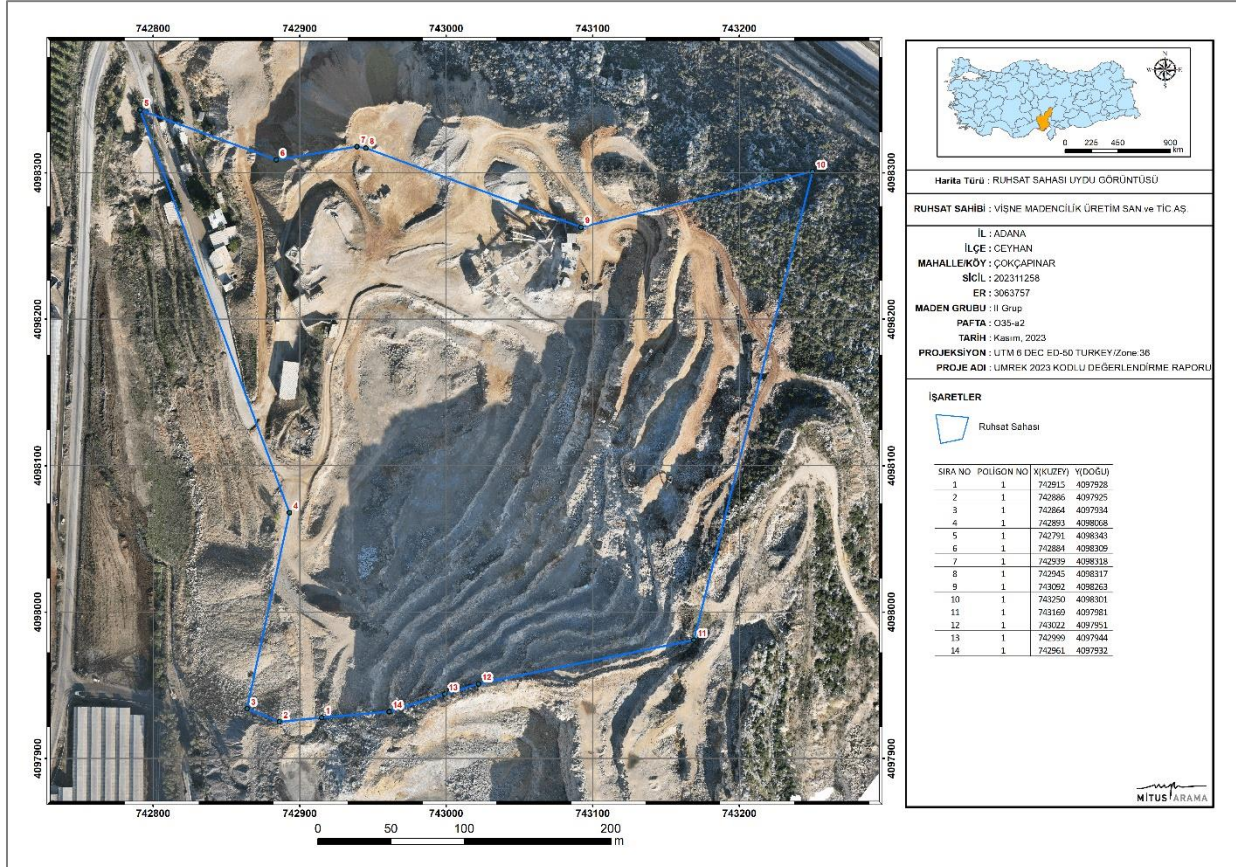 742800 742900 743000 743100 743200
4098300
4098200
4098100
4098000
4097900
4098300
4098200
4098100
4098000
4097900
5
6
7
8
9
10
4
3
2
1
14
13
12
11
742800 742900 743000 743100 743200
0 50 100 200
m
N
W E
S
0 225 450 900
km
Harita Türü : RUHSAT SAHASI UYDU GÖRÜNTÜSÜ
RUHSAT SAHİBİ : VİŞNE MADENCİLİK ÜRETİM SAN ve TİC.AŞ.
İL : ADANA
İLÇE : CEYHAN
MAHALLE/KÖY : ÇOKÇAPINAR
SİCİL : 202311258
ER : 3063757
MADEN GRUBU : II Grup
PAFTA : O35-a2
TARİH : Kasım, 2023
PROJEKSİYON : UTM 6 DEC ED-50 TURKEY/Zone 36
PROJE ADI : UMREK 2023 KODLU DEĞERLENDİRME RAPORU
İŞARETLER
Ruhsat Sahası
SIRA NO POLİGON NO X(KUZEY) Y(DOĞU)
1 1 742915 4097928
2 1 742886 4097925
3 1 742864 4097934
4 1 742893 4098068
5 1 742791 4098343
6 1 742884 4098309
7 1 742939 4098318
8 1 742945 4098317
9 1 743092 4098263
10 1 743250 4098301
11 1 743169 4097981
12 1 743022 4097951
13 1 742999 4097944
14 1 742961 4097932
MİTUS ARAMA